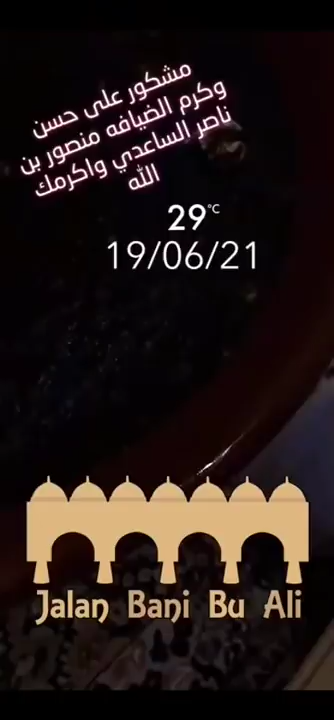 مشكور على حسن
وكرم الضيافه منصور بن
ناصر الساعدي واكرمك
الله
29°C
19/06/21
Jalan Bani Bu Ali